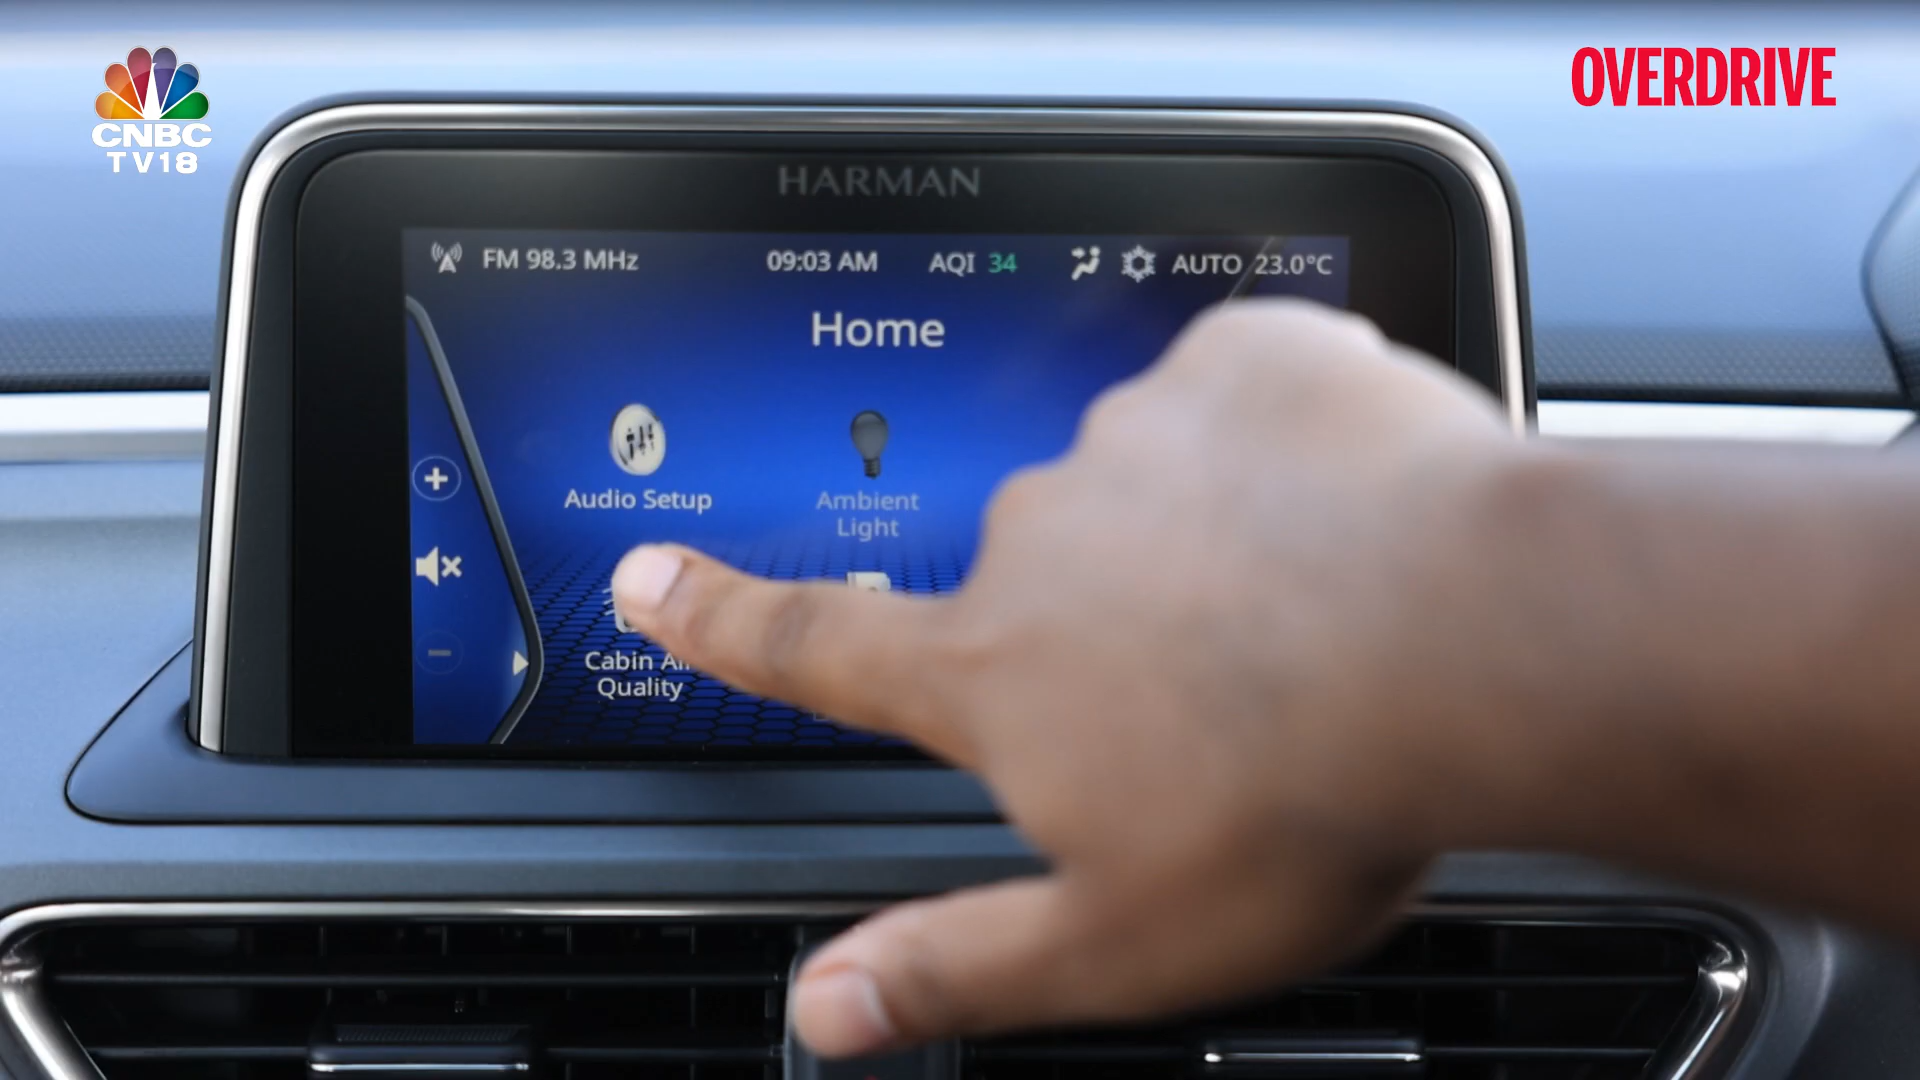 CNBC
TV18
OVERDRIVE
HARMAN
FM 98.3 MHz
09:03 AM
AQI 34
AUTO 23.0°C
Home
Audio Setup
Ambient
Light
Cabin
Quality